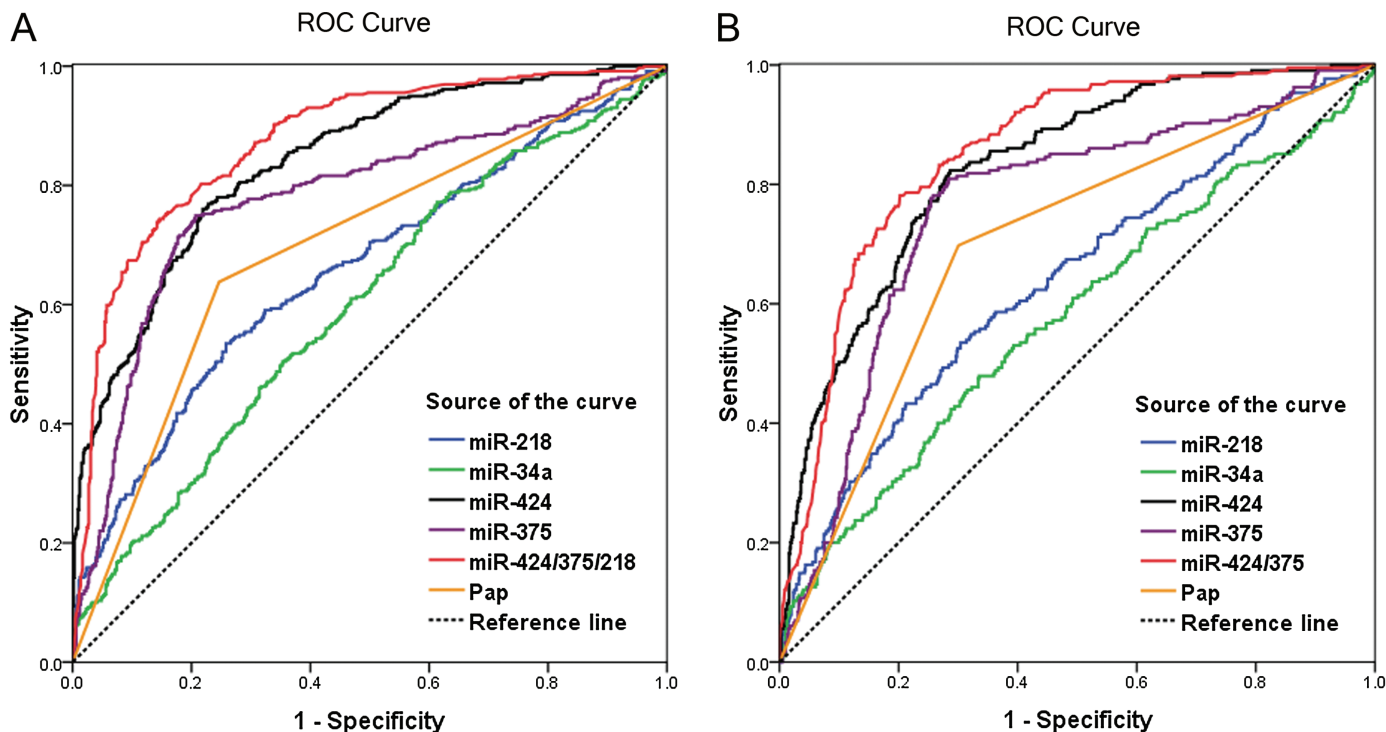 A
ROC Curve
1.0
0.8
0.6
0.4
0.2
0.0
Sensitivity
Source of the curve
miR-218
miR-34a
miR-424
miR-375
miR-424/375/218
Pap
Reference line
0.0 0.2 0.4 0.6 0.8 1.0
1 - Specificity
B
ROC Curve
1.0
0.8
0.6
0.4
0.2
0.0
Sensitivity
Source of the curve
miR-218
miR-34a
miR-424
miR-375
miR-424/375
Pap
Reference line
0.0 0.2 0.4 0.6 0.8 1.0
1 - Specificity